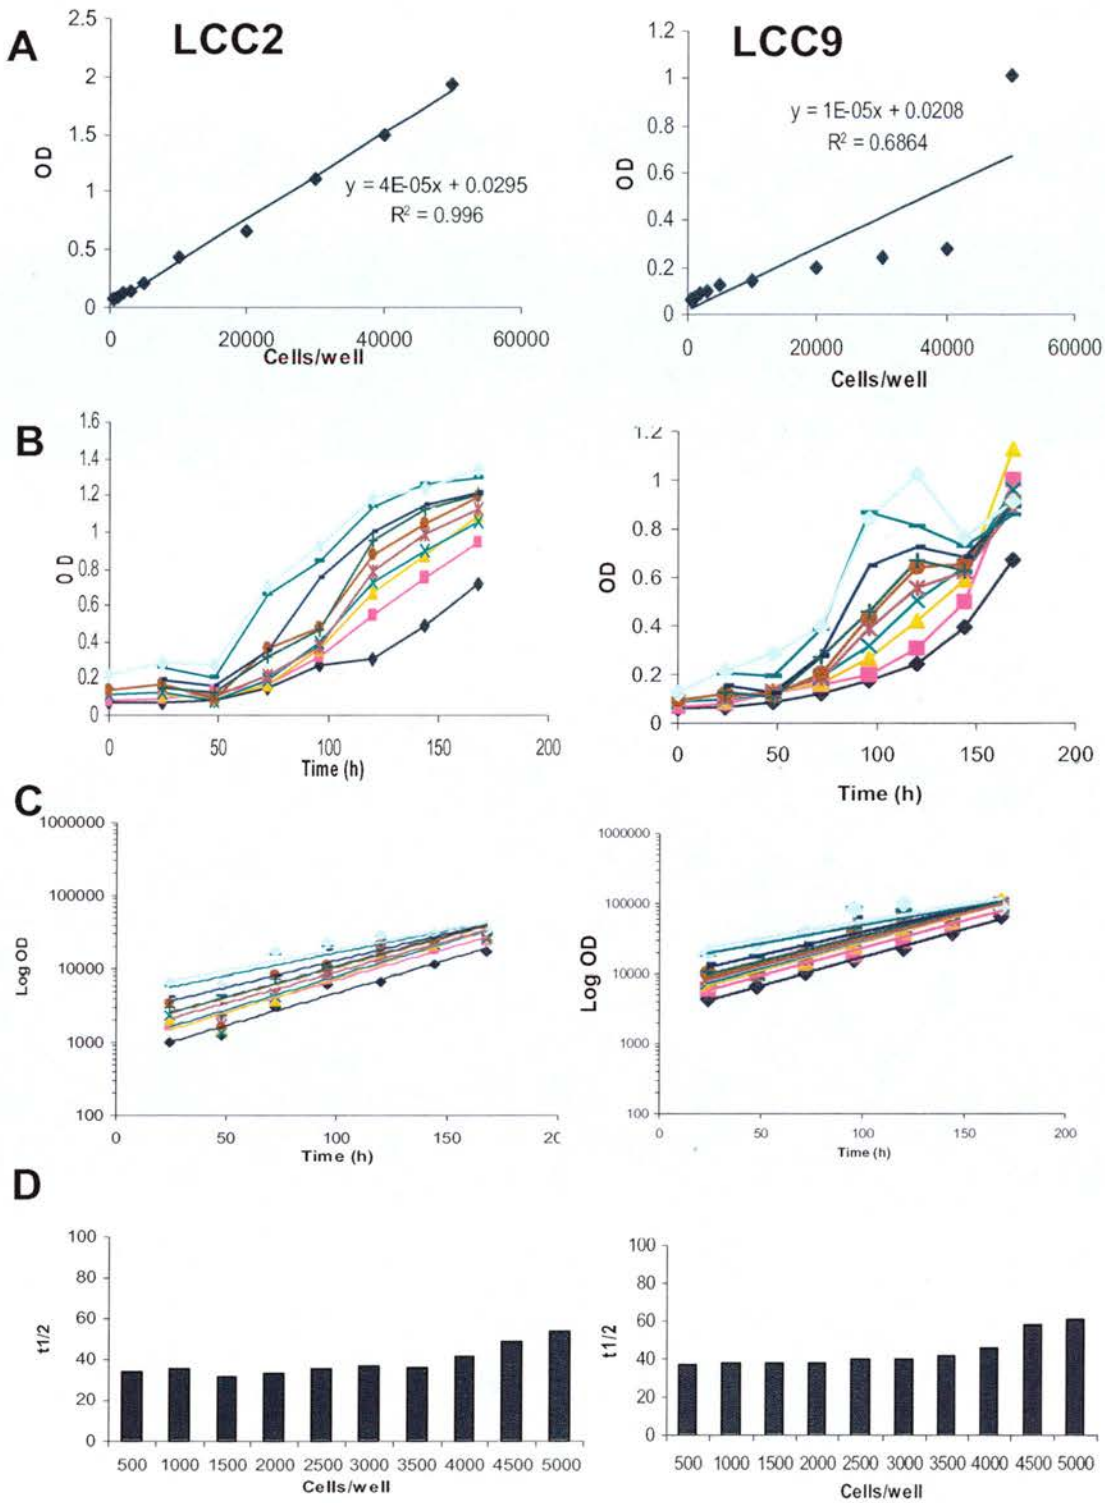 A
LCC2
LCC9
2.5
2
1.5
1
0.5
0
OD
y = 4E-05x + 0.0295
R² = 0.996
0 20000 40000 60000
Cells/well
1.2
1
0.8
0.6
0.4
0.2
0
OD
y = 1E-05x + 0.0208
R² = 0.6864
0 20000 40000 60000
Cells/well
B
1.6
1.4
1.2
1
0.8
0.6
0.4
0.2
0
OD
0 50 100 150 200
Time (h)
1.2
1
0.8
0.6
0.4
0.2
0
OD
0 50 100 150 200
Time (h)
C
1000000
100000
10000
1000
100
Log OD
0 50 100 150 20
Time (h)
1000000
100000
10000
1000
100
Log OD
0 50 100 150 200
Time (h)
D
100
80
60
40
20
0
t1/2
500 1000 1500 2000 2500 3000 3500 4000 4500 5000
Cells/well
100
80
60
40
20
0
t1/2
500 1000 1500 2000 2500 3000 3500 4000 4500 5000
Cells/well